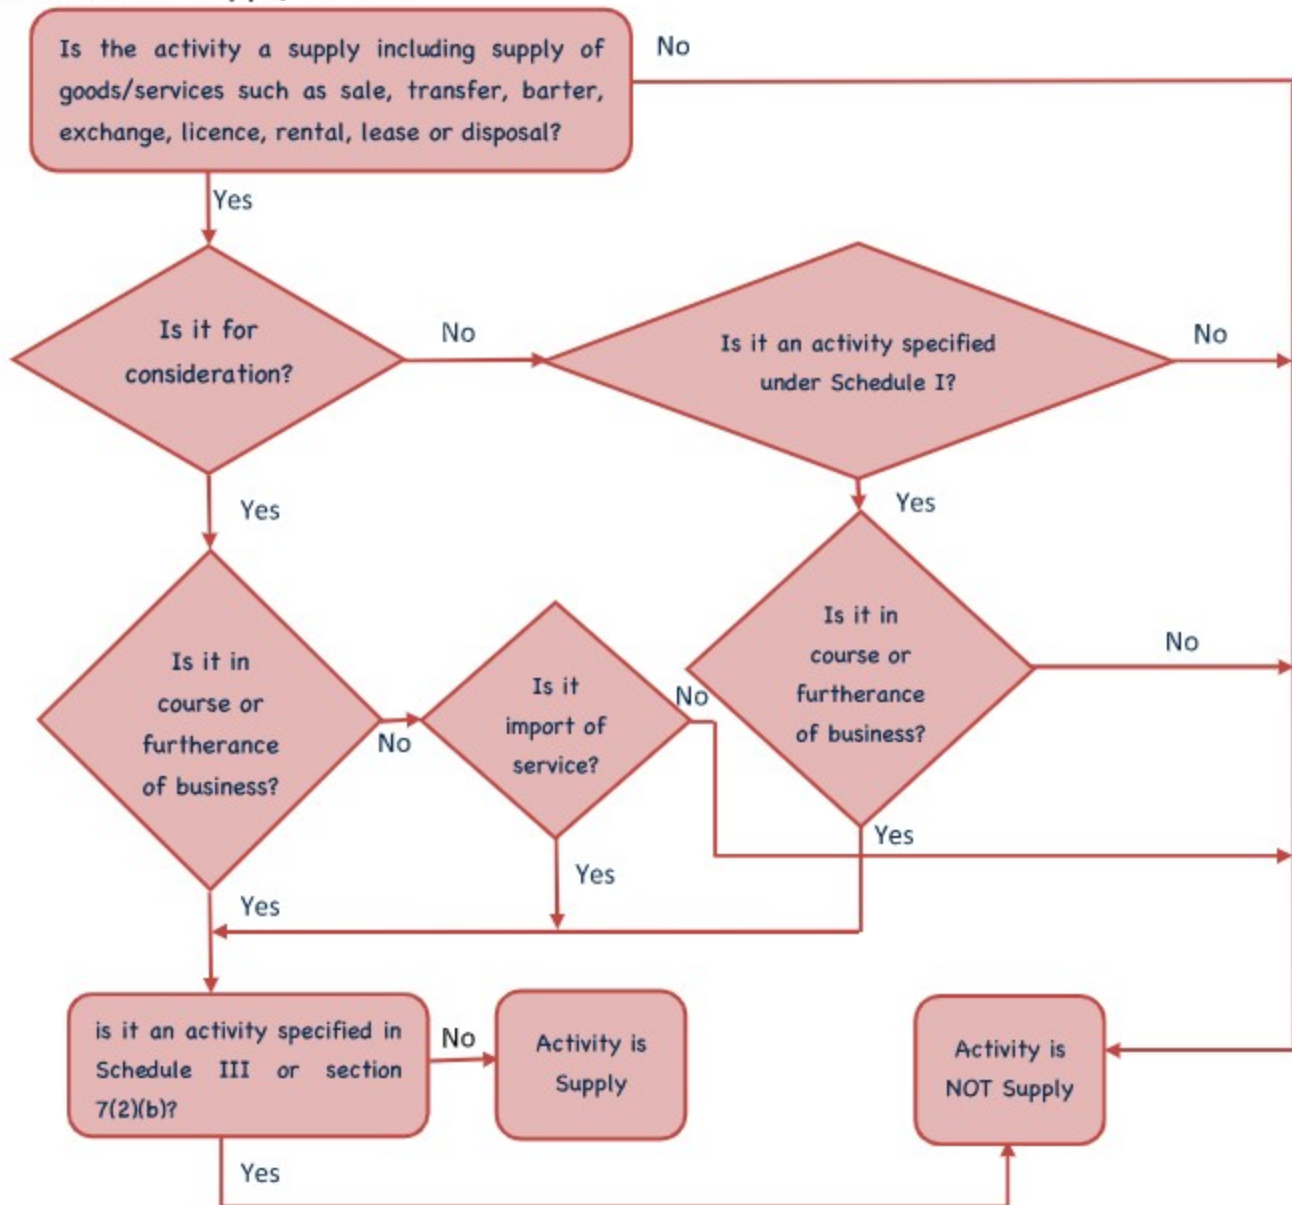 Is the activity a supply including supply of
goods/services such as sale, transfer, barter,
exchange, licence, rental, lease or disposal?
No
Yes
Is it for
consideration?
No
Is it an activity specified
under Schedule I?
No
Yes
Yes
Is it in
course or
furtherance
of business?
No
Is it
import of
service?
No
Is it in
course or
furtherance
of business?
No
Yes
Yes
Yes
is it an activity specified in
Schedule III or section
7(2)(b)?
No
Activity is
Supply
Activity is
NOT Supply
Yes